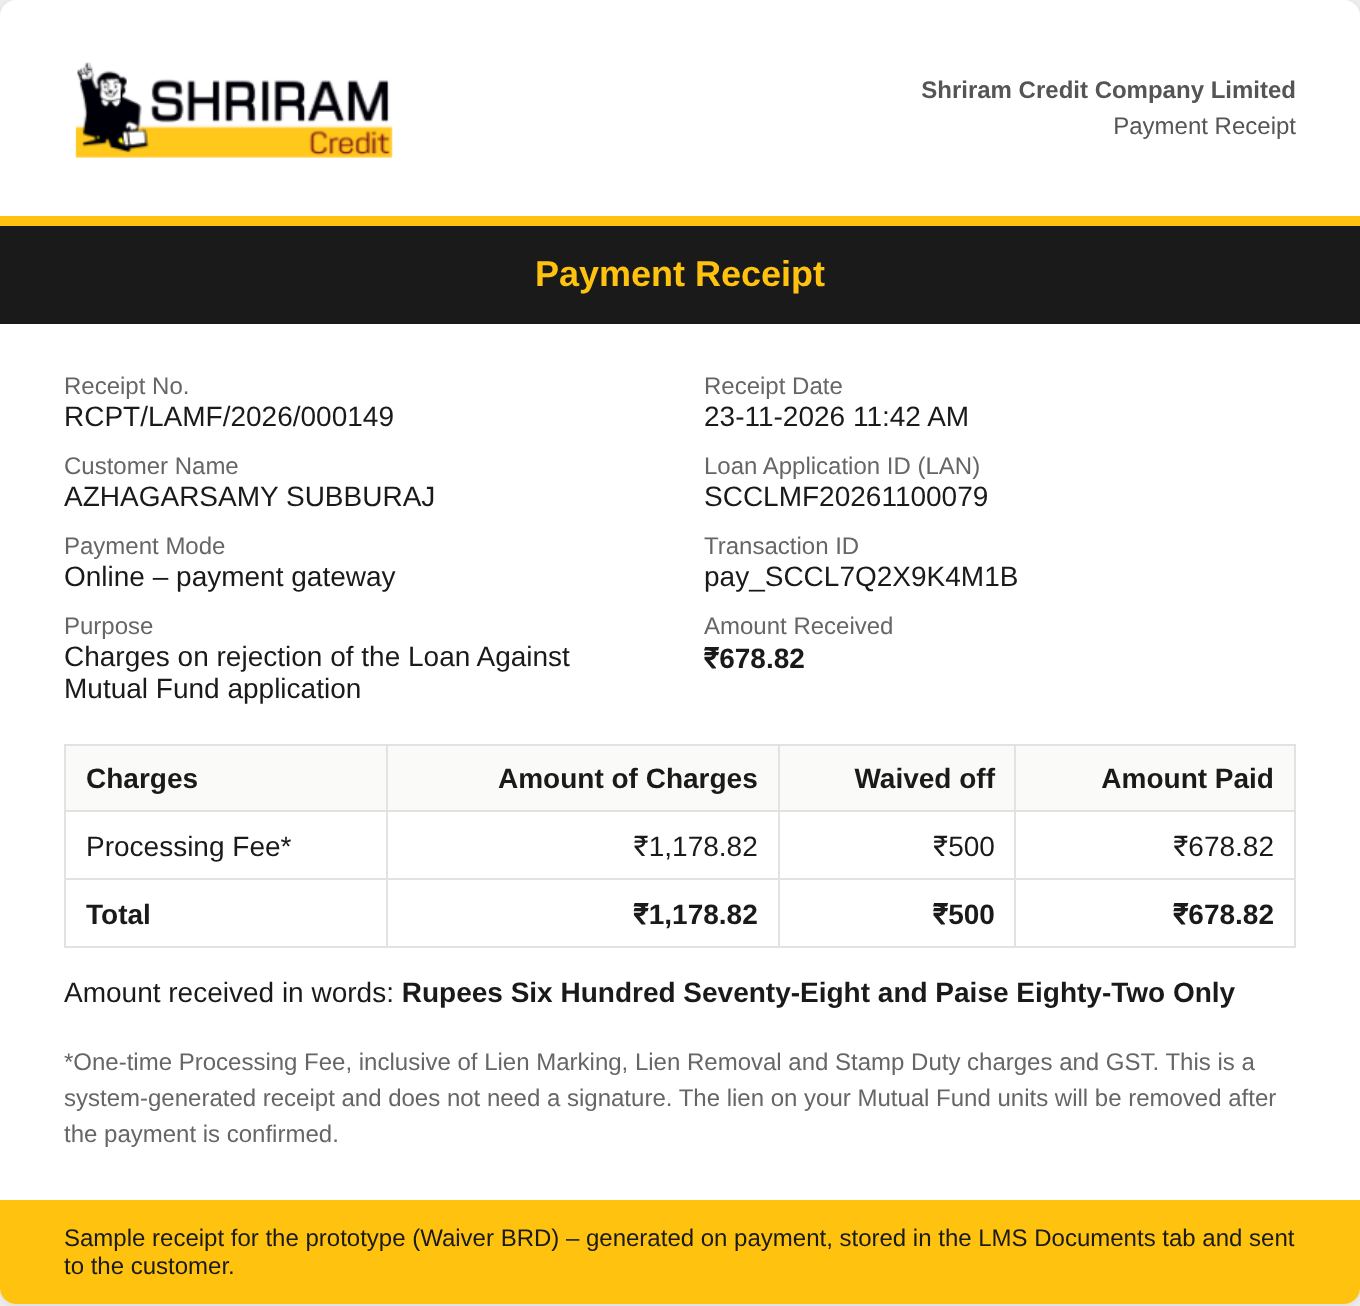 SHRIRAM
Credit
Shriram Credit Company Limited
Payment Receipt
Payment Receipt
Receipt No.
RCPT/LAMF/2026/000149
Receipt Date
23-11-2026 11:42 AM
Customer Name
AZHAGARSAMY SUBBURAJ
Loan Application ID (LAN)
SCCLMF20261100079
Payment Mode
Online – payment gateway
Transaction ID
pay_SCCL7Q2X9K4M1B
Purpose
Charges on rejection of the Loan Against
Mutual Fund application
Amount Received
₹678.82
Charges Amount of Charges Waived off Amount Paid
Processing Fee* ₹1,178.82 ₹500 ₹678.82
Total ₹1,178.82 ₹500 ₹678.82
Amount received in words: Rupees Six Hundred Seventy-Eight and Paise Eighty-Two Only
*One-time Processing Fee, inclusive of Lien Marking, Lien Removal and Stamp Duty charges and GST. This is a
system-generated receipt and does not need a signature. The lien on your Mutual Fund units will be removed after
the payment is confirmed.
Sample receipt for the prototype (Waiver BRD) – generated on payment, stored in the LMS Documents tab and sent
to the customer.